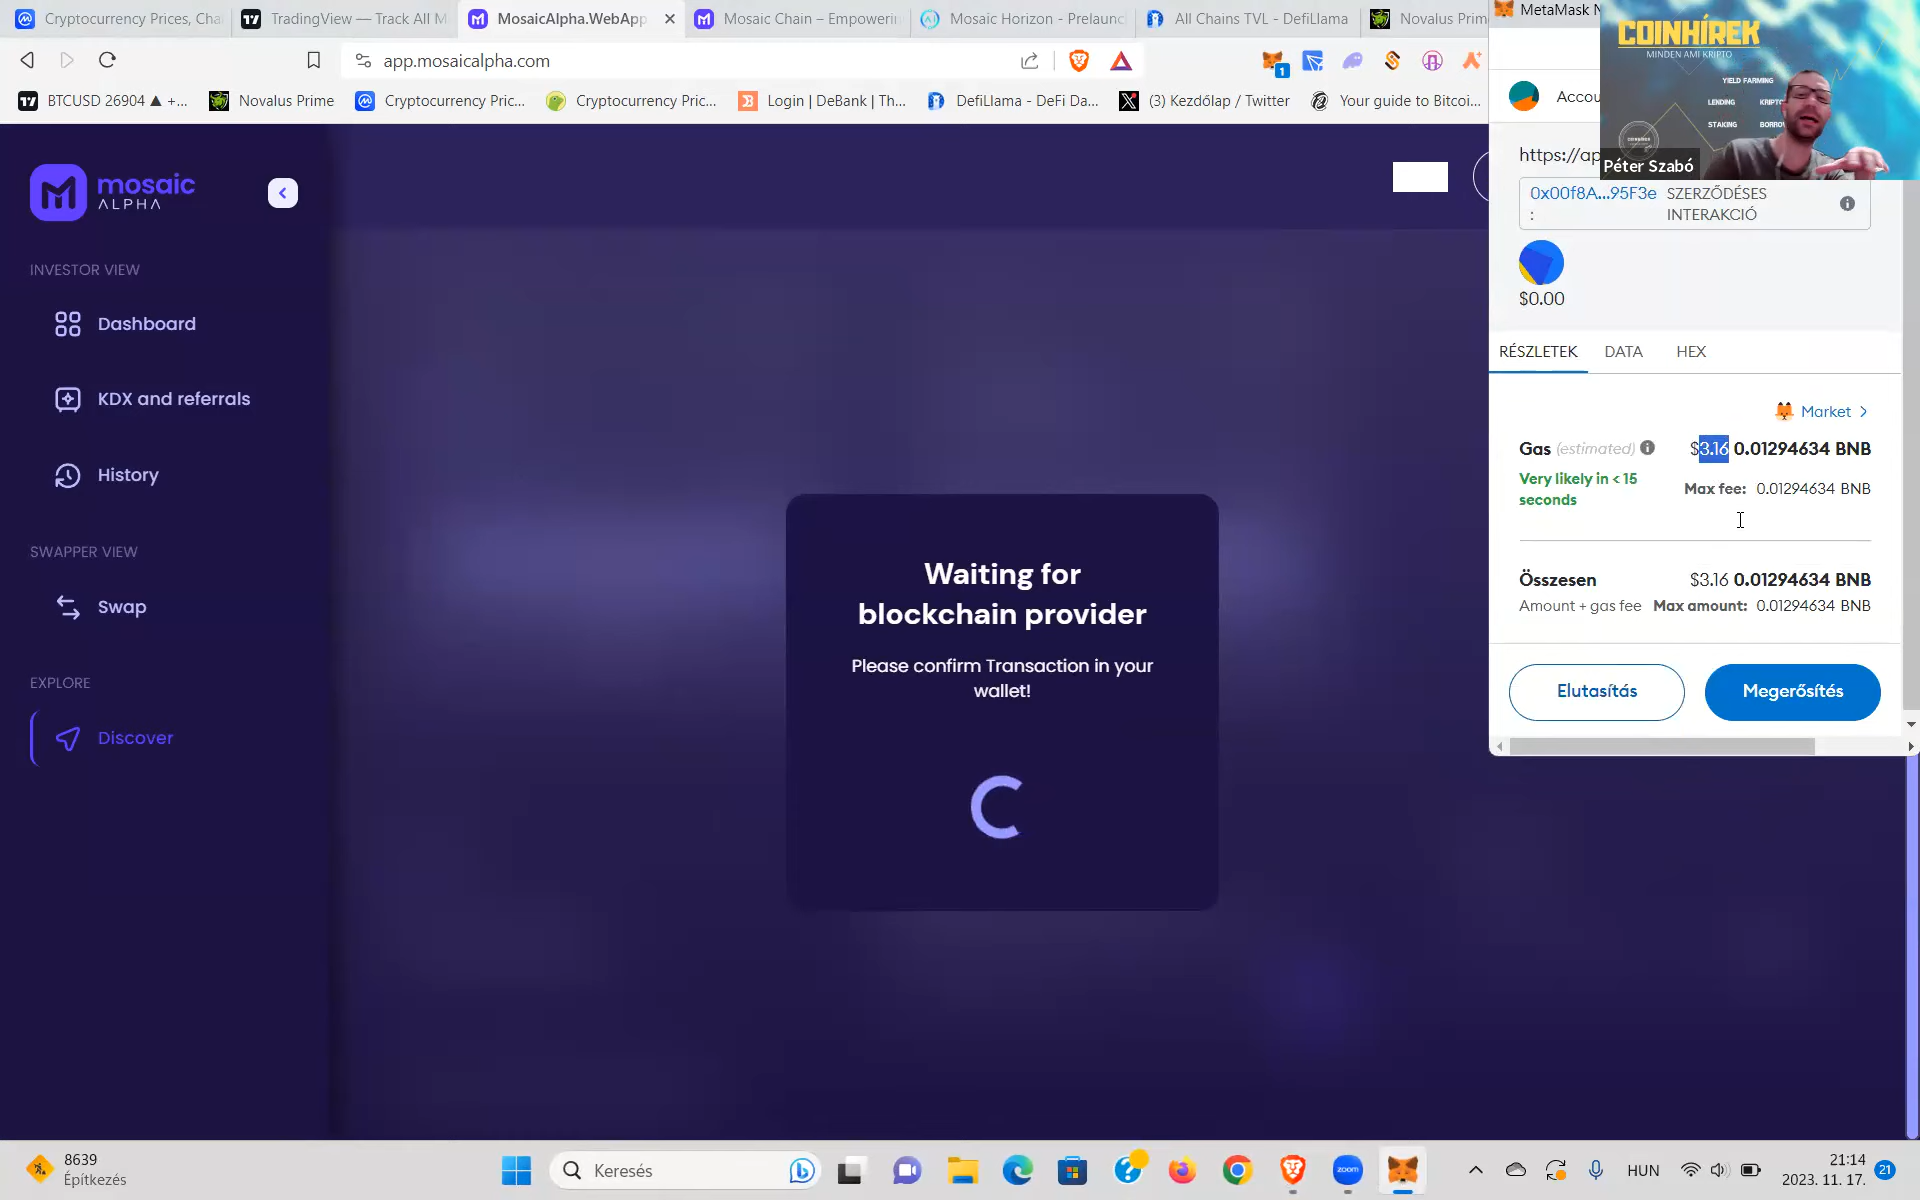 Cryptocurrency Prices, Cha
TradingView — Track All M
MosaicAlpha.WebApp
Mosaic Chain – Empowerin
Mosaic Horizon - Prelaunc
All Chains TVL - DefiLlama
Novalus Prim
MetaMask N
app.mosaicalpha.com
1
BTCUSD 26904 ▲ +...
Novalus Prime
Cryptocurrency Pric...
Cryptocurrency Pric...
Login | DeBank | Th...
DefiLlama - DeFi Da...
(3) Kezdőlap / Twitter
Your guide to Bitcoi...
COINHÍREK
MINDEN AMI KRIPTO
YIELD FARMING
LENDING
KRIPT
STAKING
BORRO
Péter Szabó
mosaic
ALPHA
INVESTOR VIEW
Dashboard
KDX and referrals
History
SWAPPER VIEW
Swap
EXPLORE
Discover
Waiting for
blockchain provider
Please confirm Transaction in your
wallet!
Accou
https://ap
0x00f8A...95F3e
:
SZERZŐDÉSES
INTERAKCIÓ
$0.00
RÉSZLETEK DATA HEX
Market >
Gas (estimated) $3.16 0.01294634 BNB
Very likely in < 15
seconds
Max fee: 0.01294634 BNB
Összesen $3.16 0.01294634 BNB
Amount + gas fee Max amount: 0.01294634 BNB
Elutasítás
Megerősítés
8639
Építkezés
Keresés
zoom
HUN
21:14
2023. 11. 17.
21